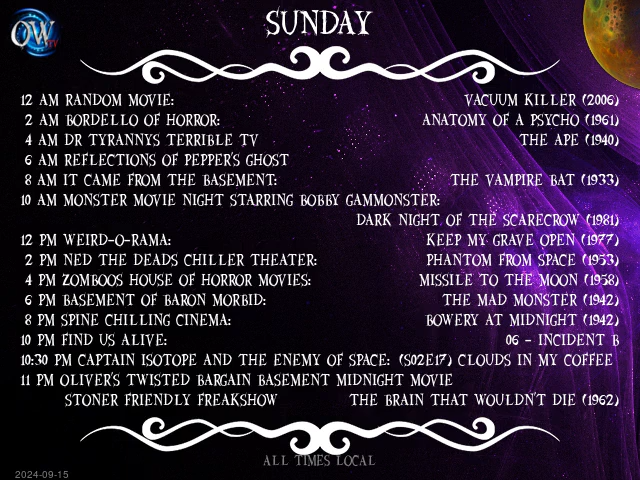 OW TV
SUNDAY
12 AM RANDOM MOVIE: VACUUM KILLER (2006)
2 AM BORDELLO OF HORROR: ANATOMY OF A PSYCHO (1961)
4 AM DR TYRANNYS TERRIBLE TV THE APE (1940)
6 AM REFLECTIONS OF PEPPER'S GHOST
8 AM IT CAME FROM THE BASEMENT: THE VAMPIRE BAT (1933)
10 AM MONSTER MOVIE NIGHT STARRING BOBBY GAMMONSTER:
DARK NIGHT OF THE SCARECROW (1981)
12 PM WEIRD-O-RAMA: KEEP MY GRAVE OPEN (1977)
2 PM NED THE DEADS CHILLER THEATER: PHANTOM FROM SPACE (1953)
4 PM ZOMBOOS HOUSE OF HORROR MOVIES: MISSILE TO THE MOON (1958)
6 PM BASEMENT OF BARON MORBID: THE MAD MONSTER (1942)
8 PM SPINE CHILLING CINEMA: BOWERY AT MIDNIGHT (1942)
10 PM FIND US ALIVE: 06 - INCIDENT B
10:30 PM CAPTAIN ISOTOPE AND THE ENEMY OF SPACE: (S02E17) CLOUDS IN MY COFFEE
11 PM OLIVER'S TWISTED BARGAIN BASEMENT MIDNIGHT MOVIE
STONER FRIENDLY FREAKSHOW THE BRAIN THAT WOULDN'T DIE (1962)
ALL TIMES LOCAL
2024-09-15